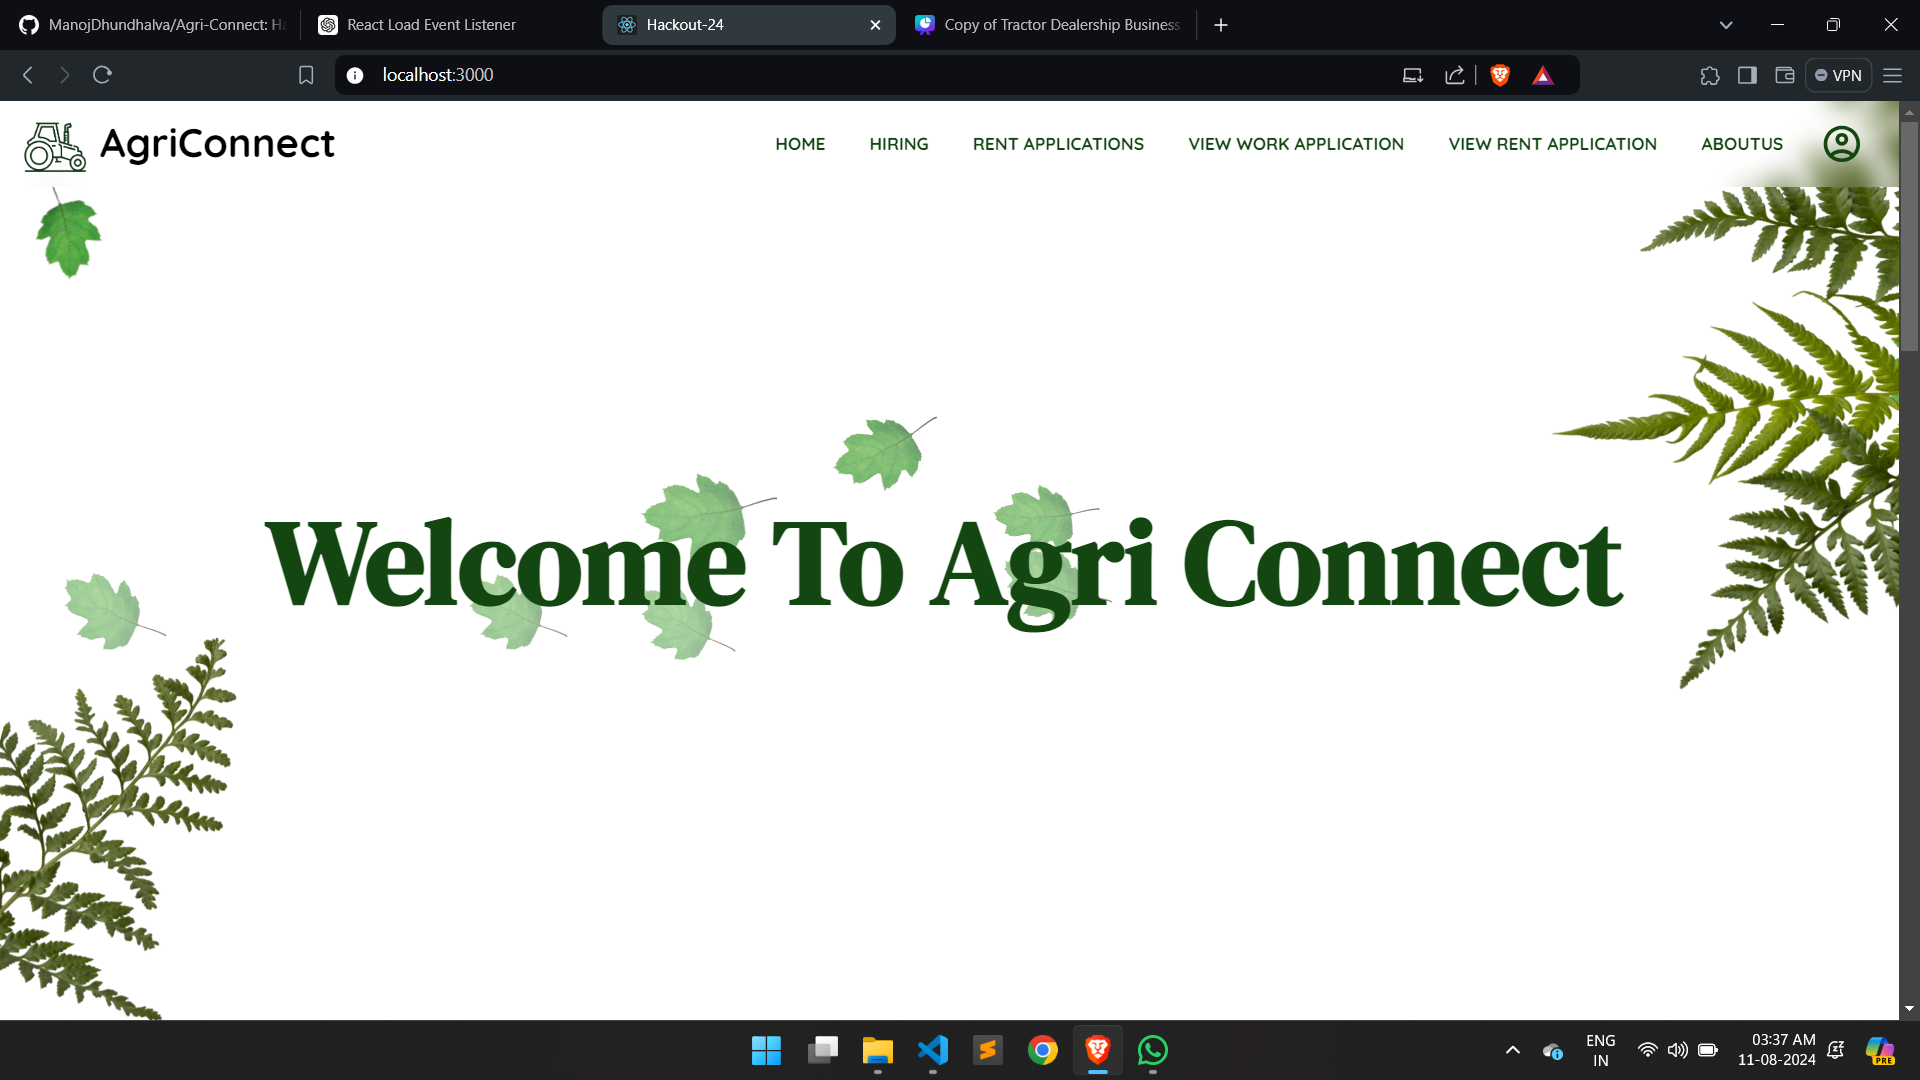 ManojDhundhalva/Agri-Connect: Ha
React Load Event Listener
Hackout-24
Copy of Tractor Dealership Business
localhost:3000
VPN
AgriConnect
HOME
HIRING
RENT APPLICATIONS
VIEW WORK APPLICATION
VIEW RENT APPLICATION
ABOUTUS
Welcome To Agri Connect
ENG
IN
03:37 AM
11-08-2024
PRE